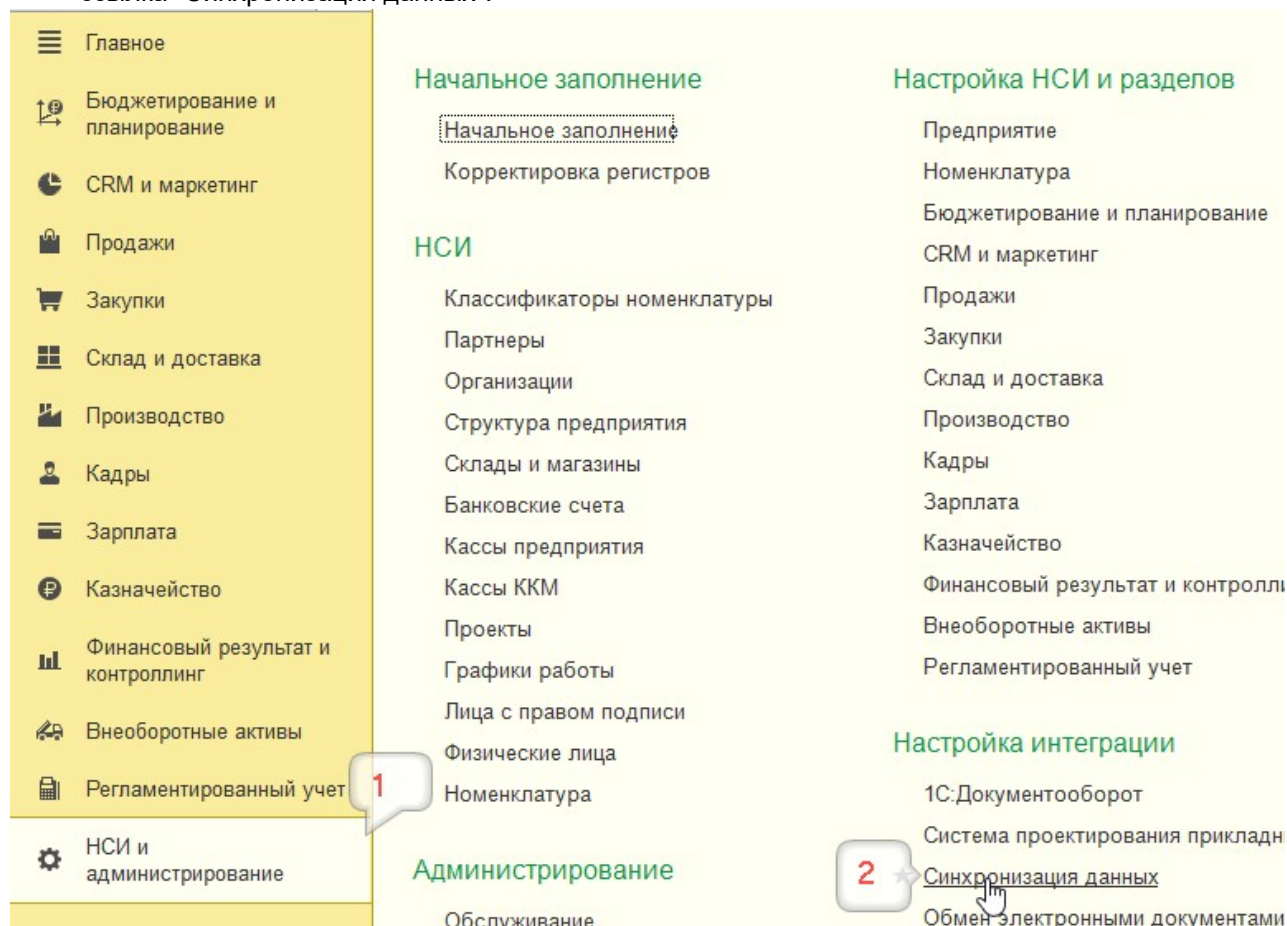 ссылка "Синхронизация данных".
Главное
Бюджетирование и
планирование
CRM и маркетинг
Продажи
Закупки
Склад и доставка
Производство
Кадры
Зарплата
Казначейство
Финансовый результат и
контроллинг
Внеоборотные активы
Регламентированный учет
1
НСИ и
администрирование
Начальное заполнение
Начальное заполнение
Корректировка регистров
НСИ
Классификаторы номенклатуры
Партнеры
Организации
Структура предприятия
Склады и магазины
Банковские счета
Кассы предприятия
Кассы ККМ
Проекты
Графики работы
Лица с правом подписи
Физические лица
Номенклатура
Администрирование
Обслуживание
Настройка НСИ и разделов
Предприятие
Номенклатура
Бюджетирование и планирование
CRM и маркетинг
Продажи
Закупки
Склад и доставка
Производство
Кадры
Зарплата
Казначейство
Финансовый результат и контролли
Внеоборотные активы
Регламентированный учет
Настройка интеграции
1С:Документооборот
Система проектирования прикладн
2
Синхронизация данных
Обмен электронными документами